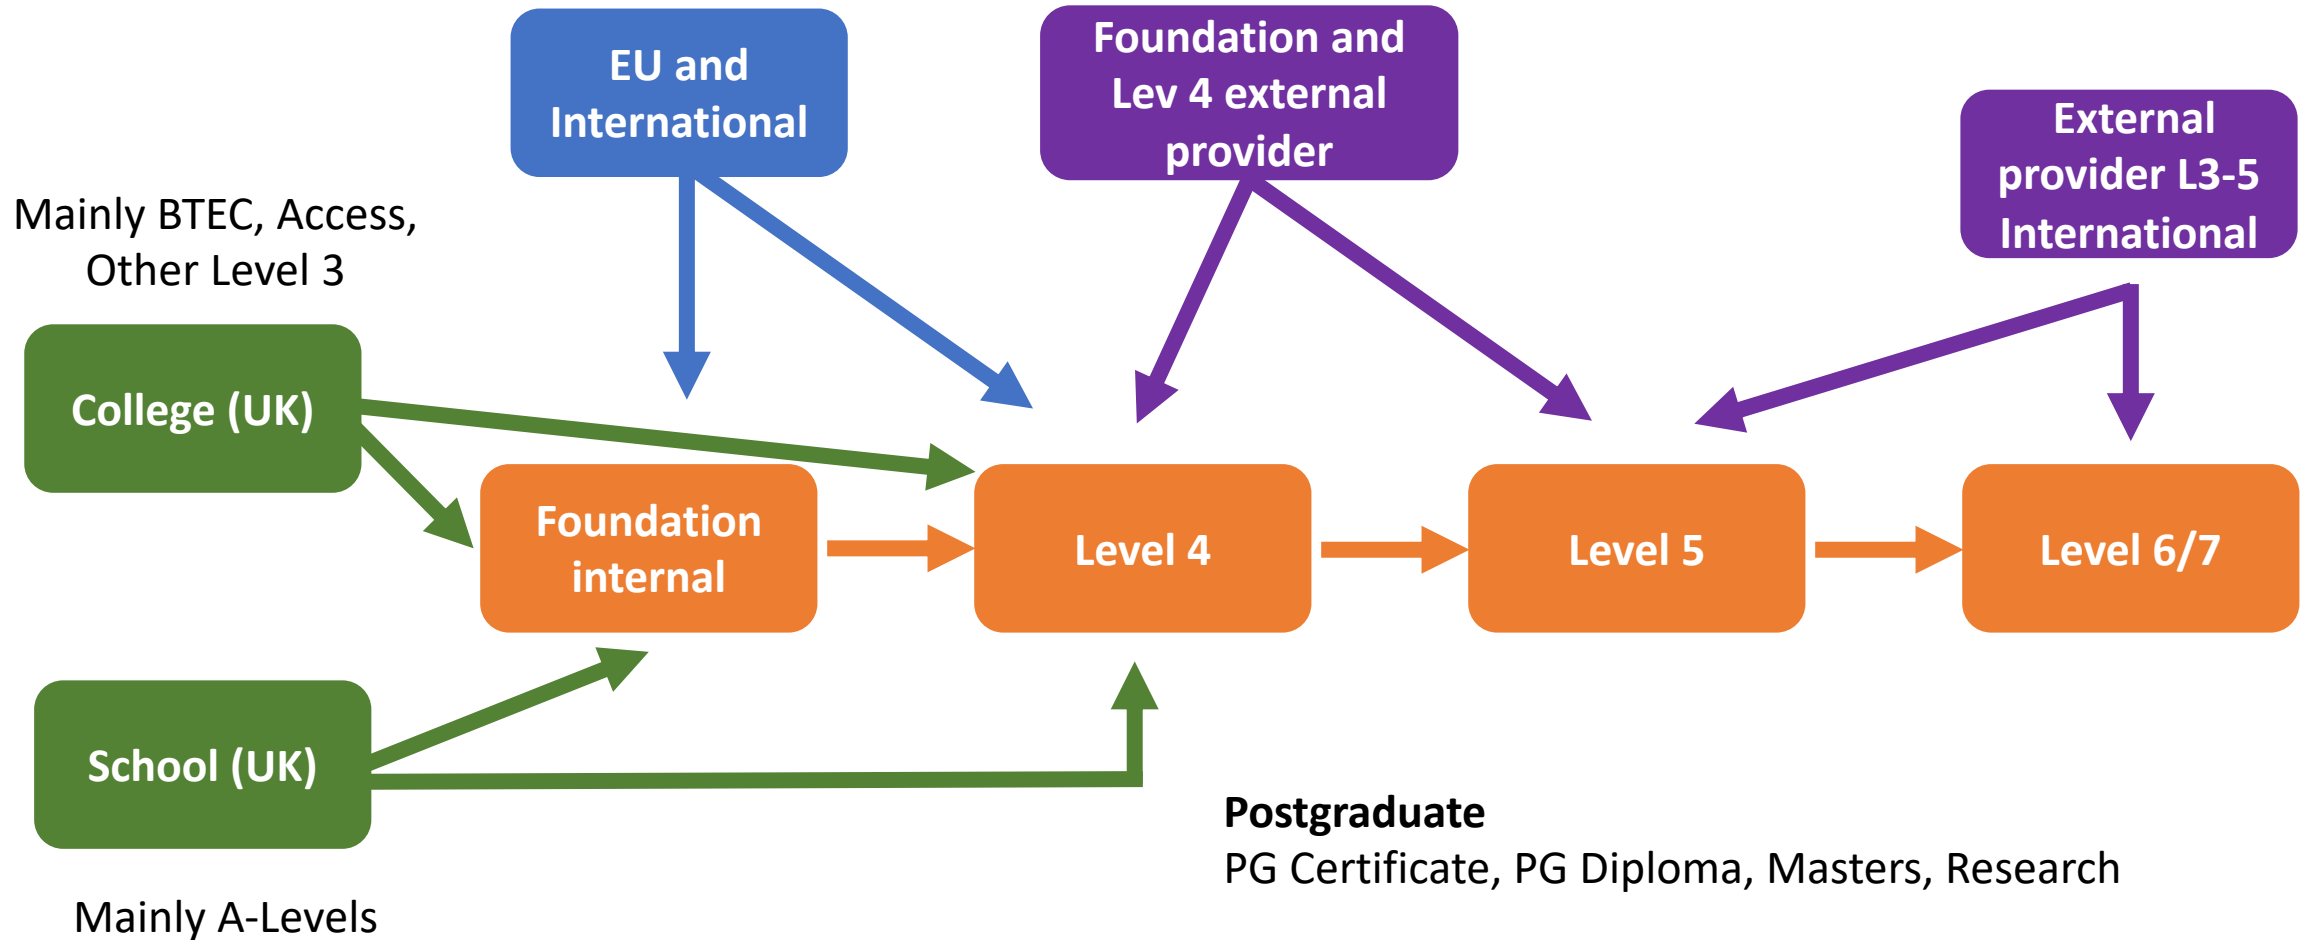 EU and
International
Foundation and
Lev 4 external
provider
External
provider L3-5
International
Mainly BTEC, Access,
Other Level 3
College (UK)
Foundation
internal
Level 4
Level 5
Level 6/7
School (UK)
Mainly A-Levels
Postgraduate
PG Certificate, PG Diploma, Masters, Research